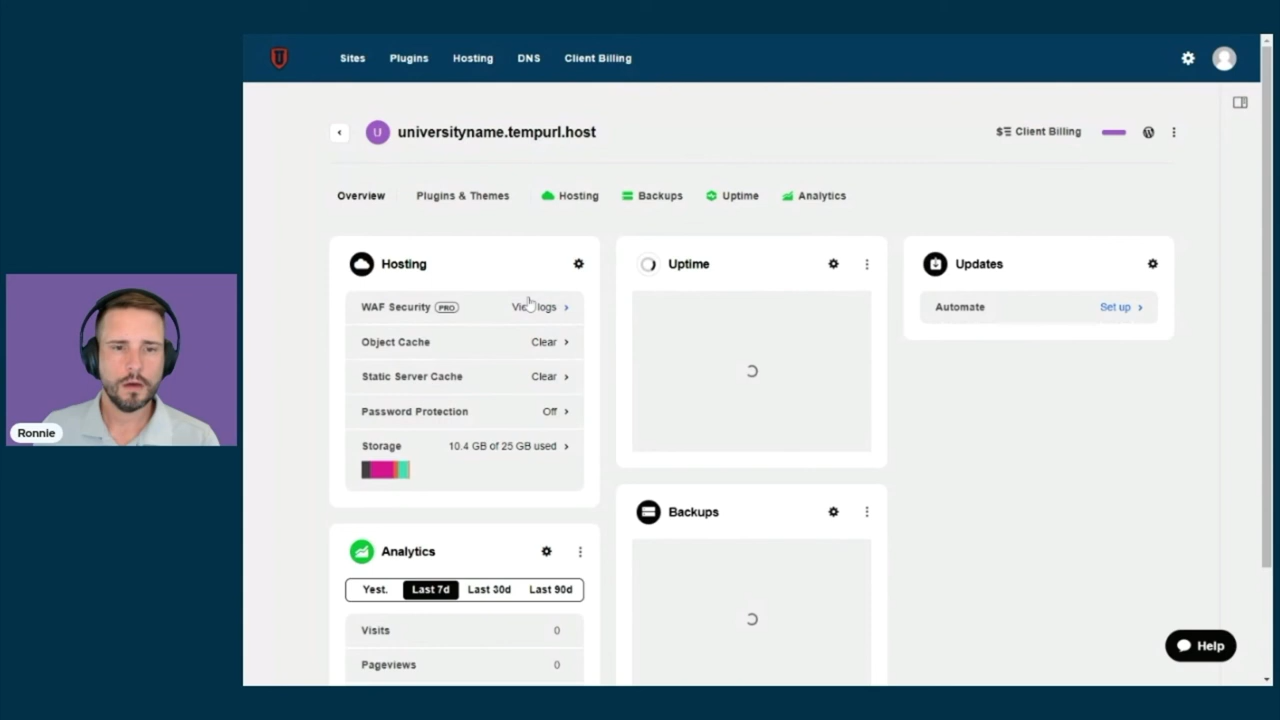 Sites Plugins Hosting DNS Client Billing
U universityname.tempurl.host
Client Billing
Overview Plugins & Themes Hosting Backups Uptime Analytics
Hosting
WAF Security PRO
logs
Object Cache Clear
Static Server Cache Clear
Password Protection Off
Storage 10.4 GB of 25 GB used
Analytics
Yest. Last 7d Last 30d Last 90d
Visits 0
Pageviews 0
Uptime
Backups
Updates
Automate Set up
Help
Ronnie